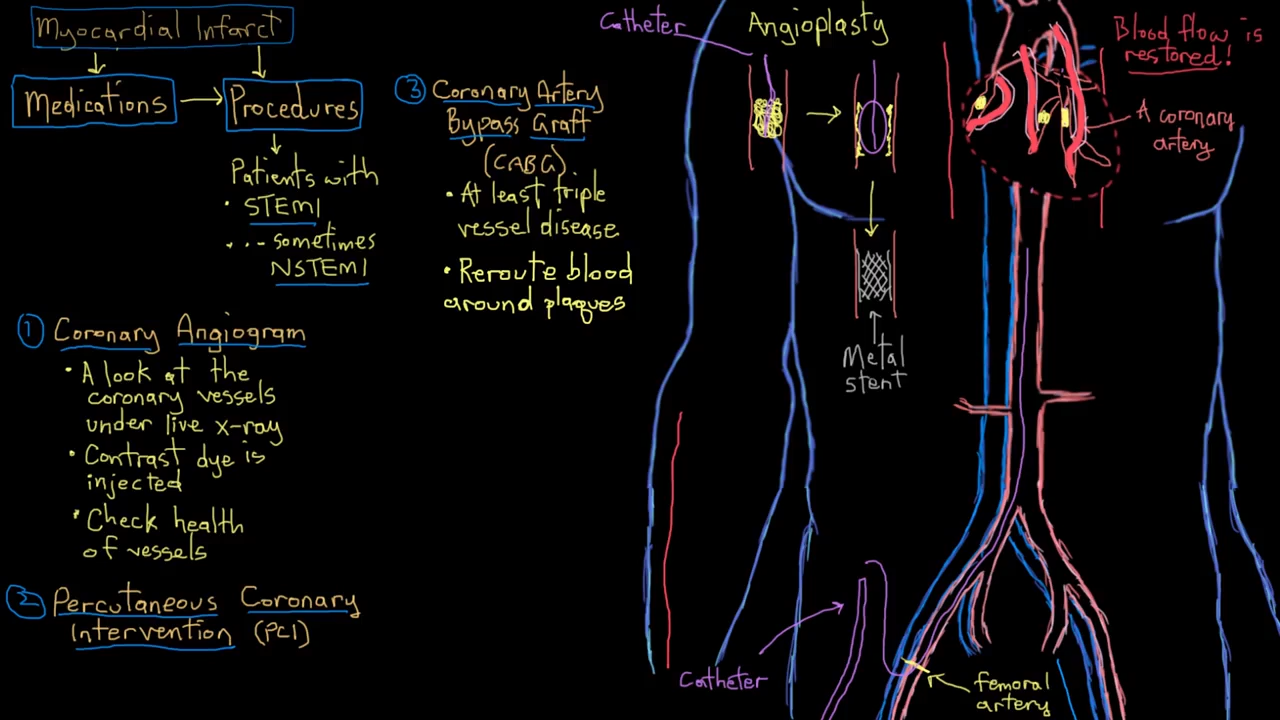 Myocardial Infarct
Medications
Procedures
Patients with
· STEMI
· ... sometimes
NSTEMI
① Coronary Angiogram
• A look at the
coronary vessels
under live x-ray
• Contrast dye is
injected
• Check health
of vessels
② Percutaneous Coronary
Intervention (PCI)
③ Coronary Artery
Bypass Graft
(CABG)
• At least triple
vessel disease
• Reroute blood
around plaques
Catheter
Angioplasty
Metal
stent
Blood flow is
restored!
A coronary
artery
Catheter
femoral
artery